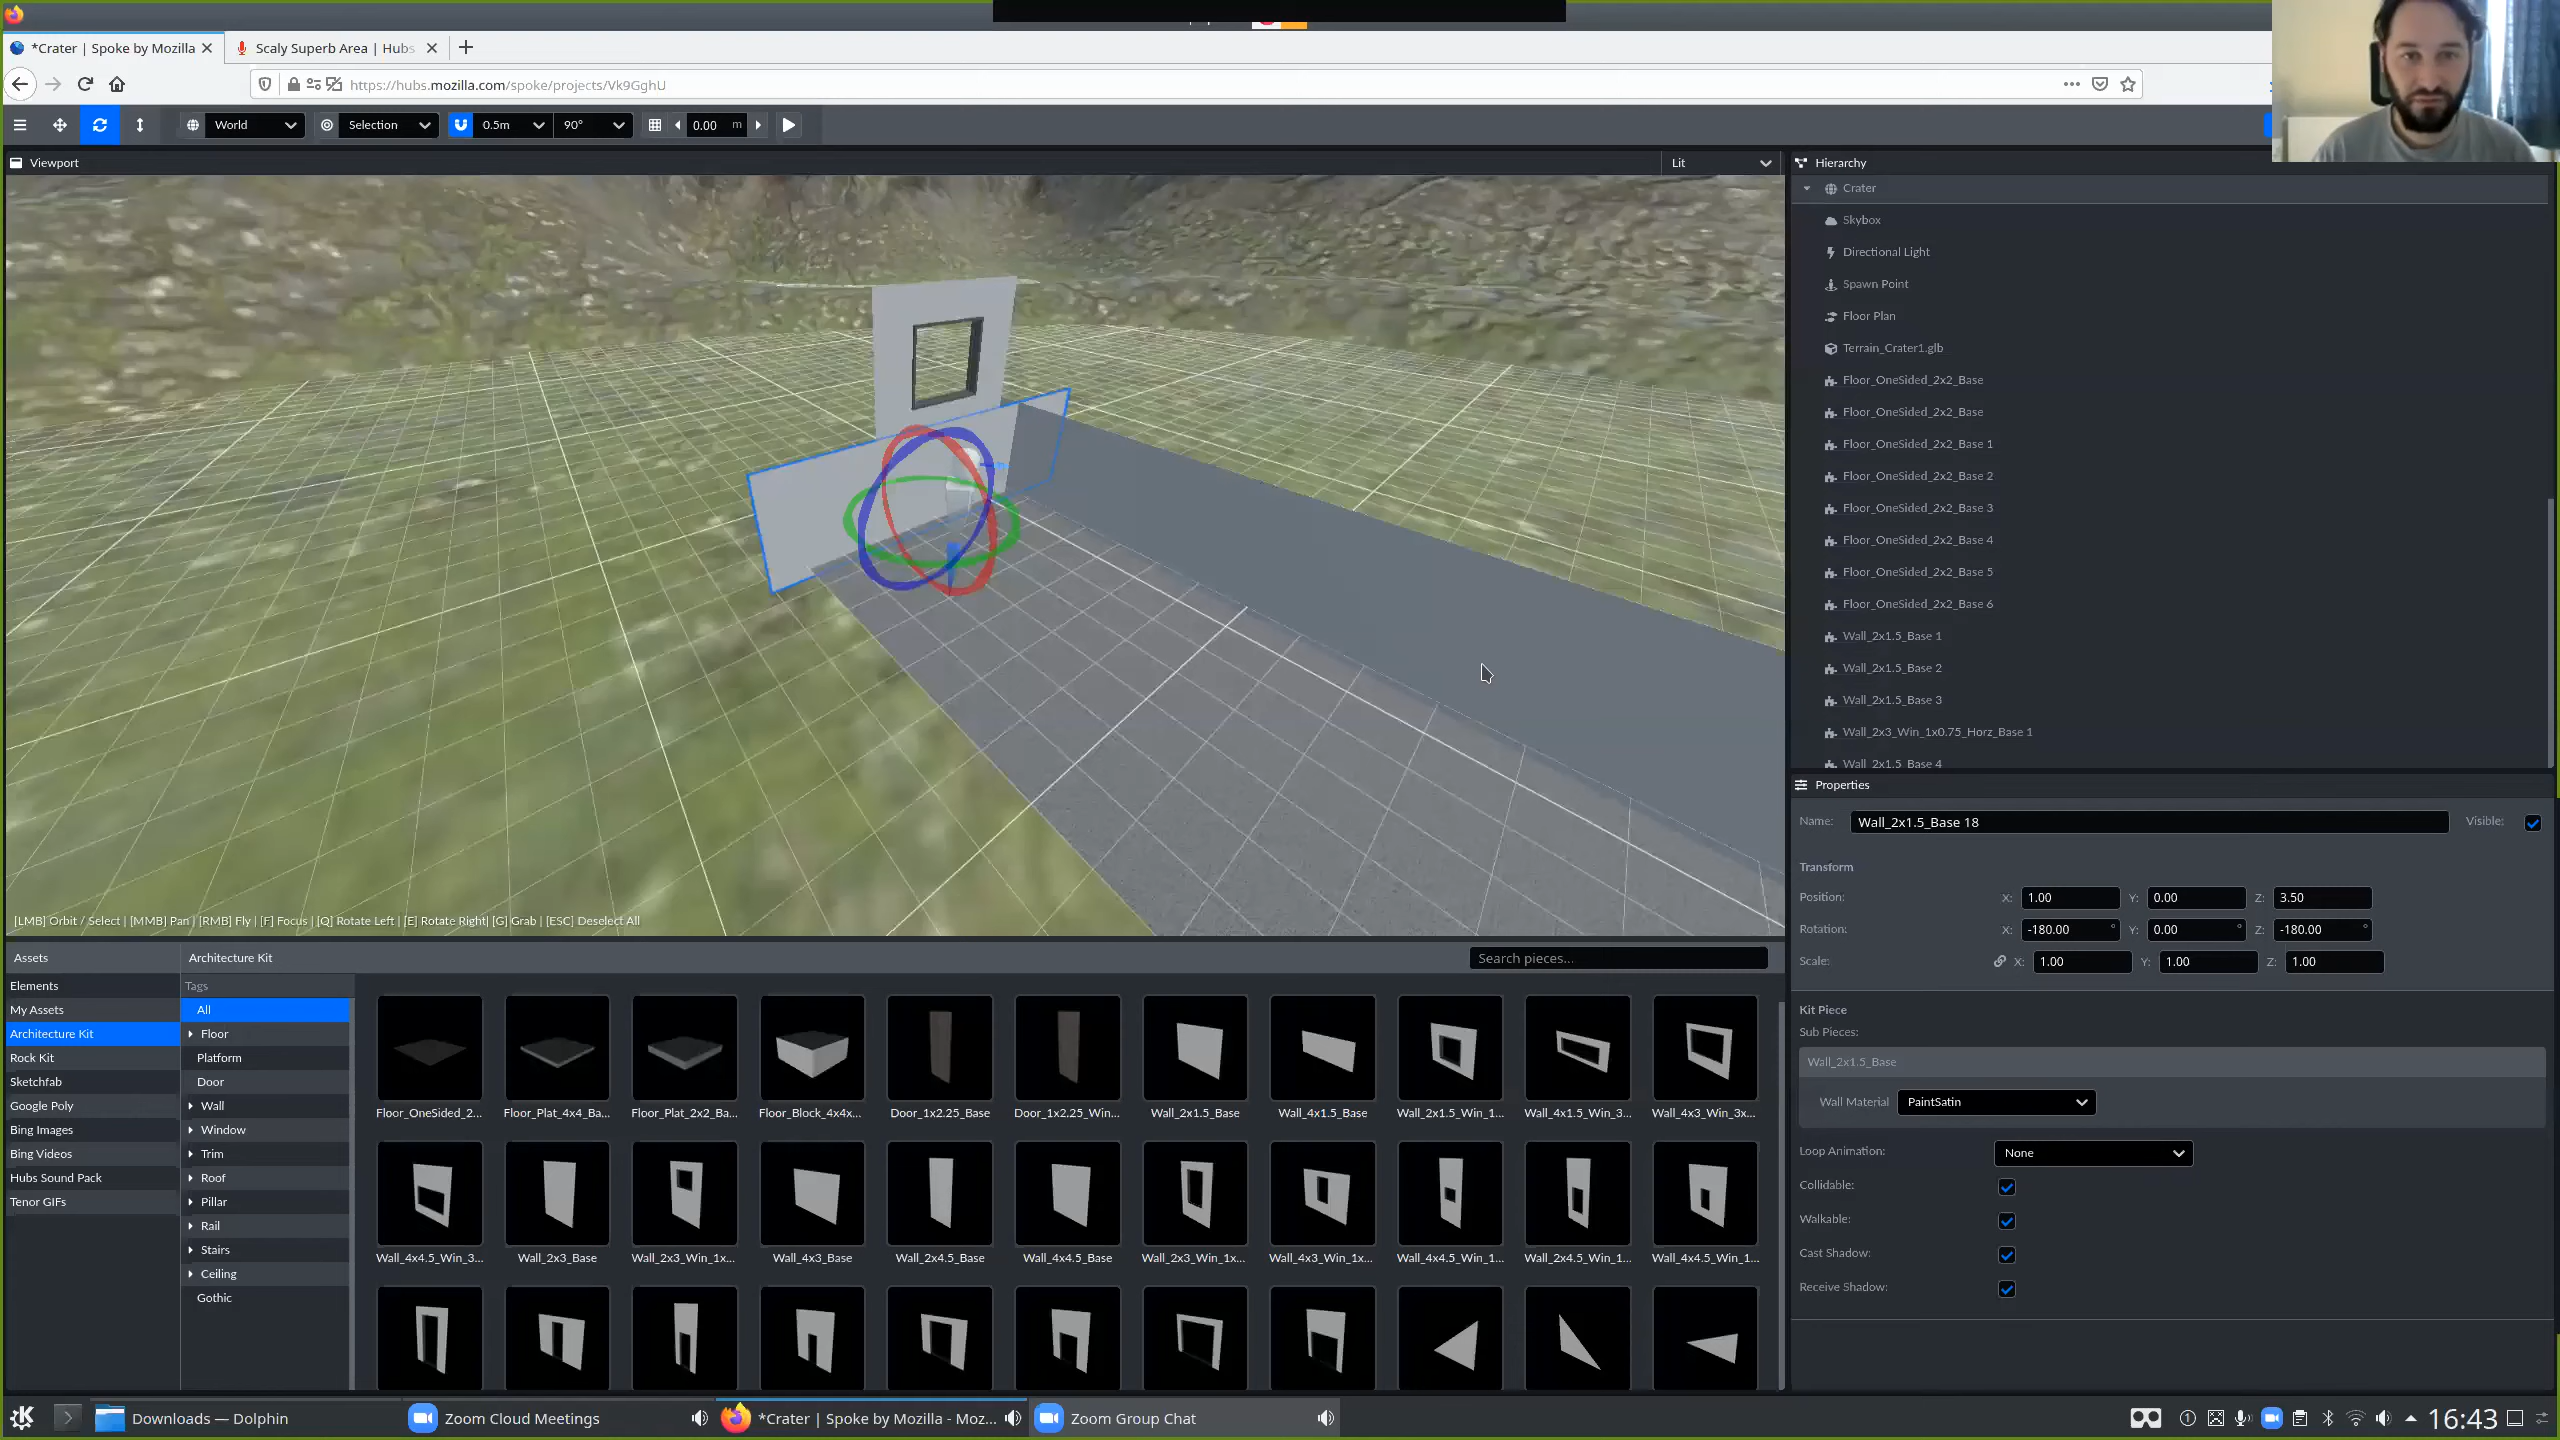 *Crater | Spoke by Mozilla
Scaly Superb Area | Hubs
https://hubs.mozilla.com/spoke/projects/Vk9GghU
World
Selection
0.5m
90°
0.00 m
Viewport
Lit
Hierarchy
Crater
Skybox
Directional Light
Spawn Point
Floor Plan
Terrain_Crater1.glb
Floor_OneSided_2x2_Base
Floor_OneSided_2x2_Base
Floor_OneSided_2x2_Base 1
Floor_OneSided_2x2_Base 2
Floor_OneSided_2x2_Base 3
Floor_OneSided_2x2_Base 4
Floor_OneSided_2x2_Base 5
Floor_OneSided_2x2_Base 6
Wall_2x1.5_Base 1
Wall_2x1.5_Base 2
Wall_2x1.5_Base 3
Wall_2x3_Win_1x0.75_Horz_Base 1
Wall_2x1.5_Base 4
[LMB] Orbit / Select | [MMB] Pan | [RMB] Fly | [F] Focus | [Q] Rotate Left | [E] Rotate Right| [G] Grab | [ESC] Deselect All
Properties
Name: Wall_2x1.5_Base 18 Visible:
Transform
Position: X: 1.00 Y: 0.00 Z: 3.50
Rotation: X: -180.00 ° Y: 0.00 ° Z: -180.00 °
Scale: X: 1.00 Y: 1.00 Z: 1.00
Kit Piece
Sub Pieces:
Wall_2x1.5_Base
Wall Material PaintSatin
Loop Animation: None
Collidable:
Walkable:
Cast Shadow:
Receive Shadow:
Assets
Elements
My Assets
Architecture Kit
Rock Kit
Sketchfab
Google Poly
Bing Images
Bing Videos
Hubs Sound Pack
Tenor GIFs
Architecture Kit
Search pieces...
Tags
All
Floor
Platform
Door
Wall
Window
Trim
Roof
Pillar
Rail
Stairs
Ceiling
Gothic
Floor_OneSided_2...
Floor_Plat_4x4_Ba...
Floor_Plat_2x2_Ba...
Floor_Block_4x4x...
Door_1x2.25_Base
Door_1x2.25_Win...
Wall_2x1.5_Base
Wall_4x1.5_Base
Wall_2x1.5_Win_1...
Wall_4x1.5_Win_3...
Wall_4x3_Win_3x...
Wall_4x4.5_Win_3...
Wall_2x3_Base
Wall_2x3_Win_1x...
Wall_4x3_Base
Wall_2x4.5_Base
Wall_4x4.5_Base
Wall_2x3_Win_1x...
Wall_4x3_Win_1x...
Wall_4x4.5_Win_1...
Wall_2x4.5_Win_1...
Wall_4x4.5_Win_1...
Downloads — Dolphin
Zoom Cloud Meetings
*Crater | Spoke by Mozilla - Moz...
Zoom Group Chat
16:43